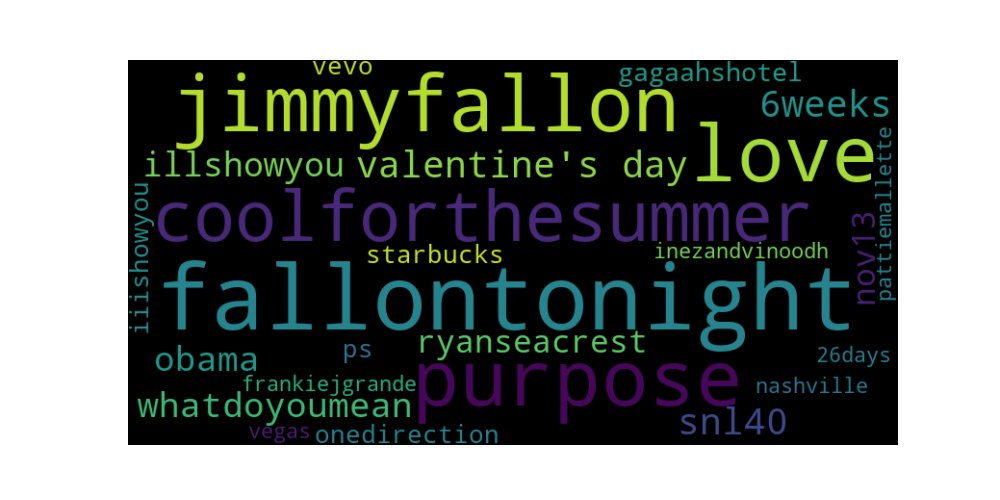 vevo
gagaahshotel
jimmyfallon
6weeks
love
illshowyou
valentine's day
pattiemallette
iiishowyou
coolforthesummer
nov13
starbucks
inezandvinoodh
fallontonight
ryanseacrest
obama
ps
26days
purpose
frankiejgrande
nashville
whatdoyoumean
snl40
vegas
onedirection